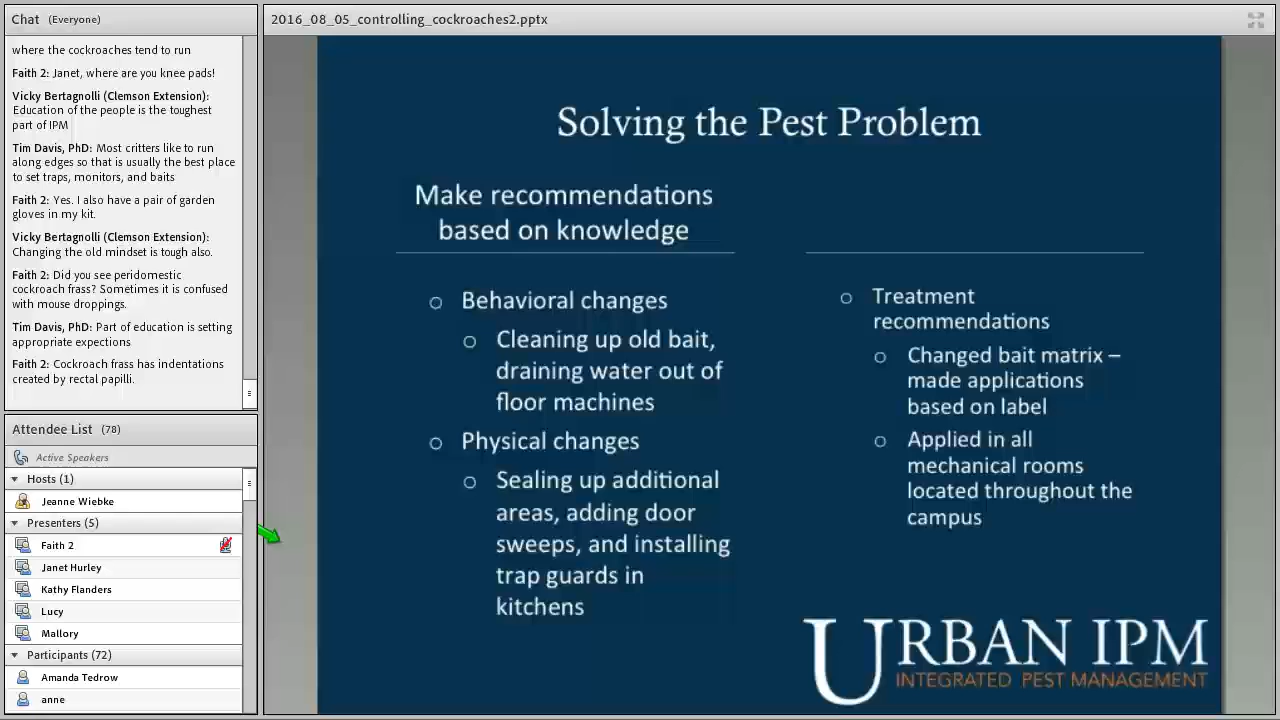 Chat (Everyone)
where the cockroaches tend to run
Faith 2: Janet, where are you knee pads!
Vicky Bertagnolli (Clemson Extension):
Education of the people is the toughest
part of IPM
Tim Davis, PhD: Most critters like to run
along edges so that is usually the best place
to set traps, monitors, and baits
Faith 2: Yes. I also have a pair of garden
gloves in my kit.
Vicky Bertagnolli (Clemson Extension):
Changing the old mindset is tough also.
Faith 2: Did you see peridomestic
cockroach frass? Sometimes it is confused
with mouse droppings.
Tim Davis, PhD: Part of education is setting
appropriate expections
Faith 2: Cockroach frass has indentations
created by rectal papilli.
Attendee List (78)
Active Speakers
Hosts (1)
Jeanne Wiebke
Presenters (5)
Faith 2
Janet Hurley
Kathy Flanders
Lucy
Mallory
Participants (72)
Amanda Tedrow
anne
2016_08_05_controlling_cockroaches2.pptx
Solving the Pest Problem
Make recommendations
based on knowledge
Behavioral changes
Cleaning up old bait,
draining water out of
floor machines
Physical changes
Sealing up additional
areas, adding door
sweeps, and installing
trap guards in
kitchens
Treatment
recommendations
Changed bait matrix –
made applications
based on label
Applied in all
mechanical rooms
located throughout the
campus
URBAN IPM
INTEGRATED PEST MANAGEMENT